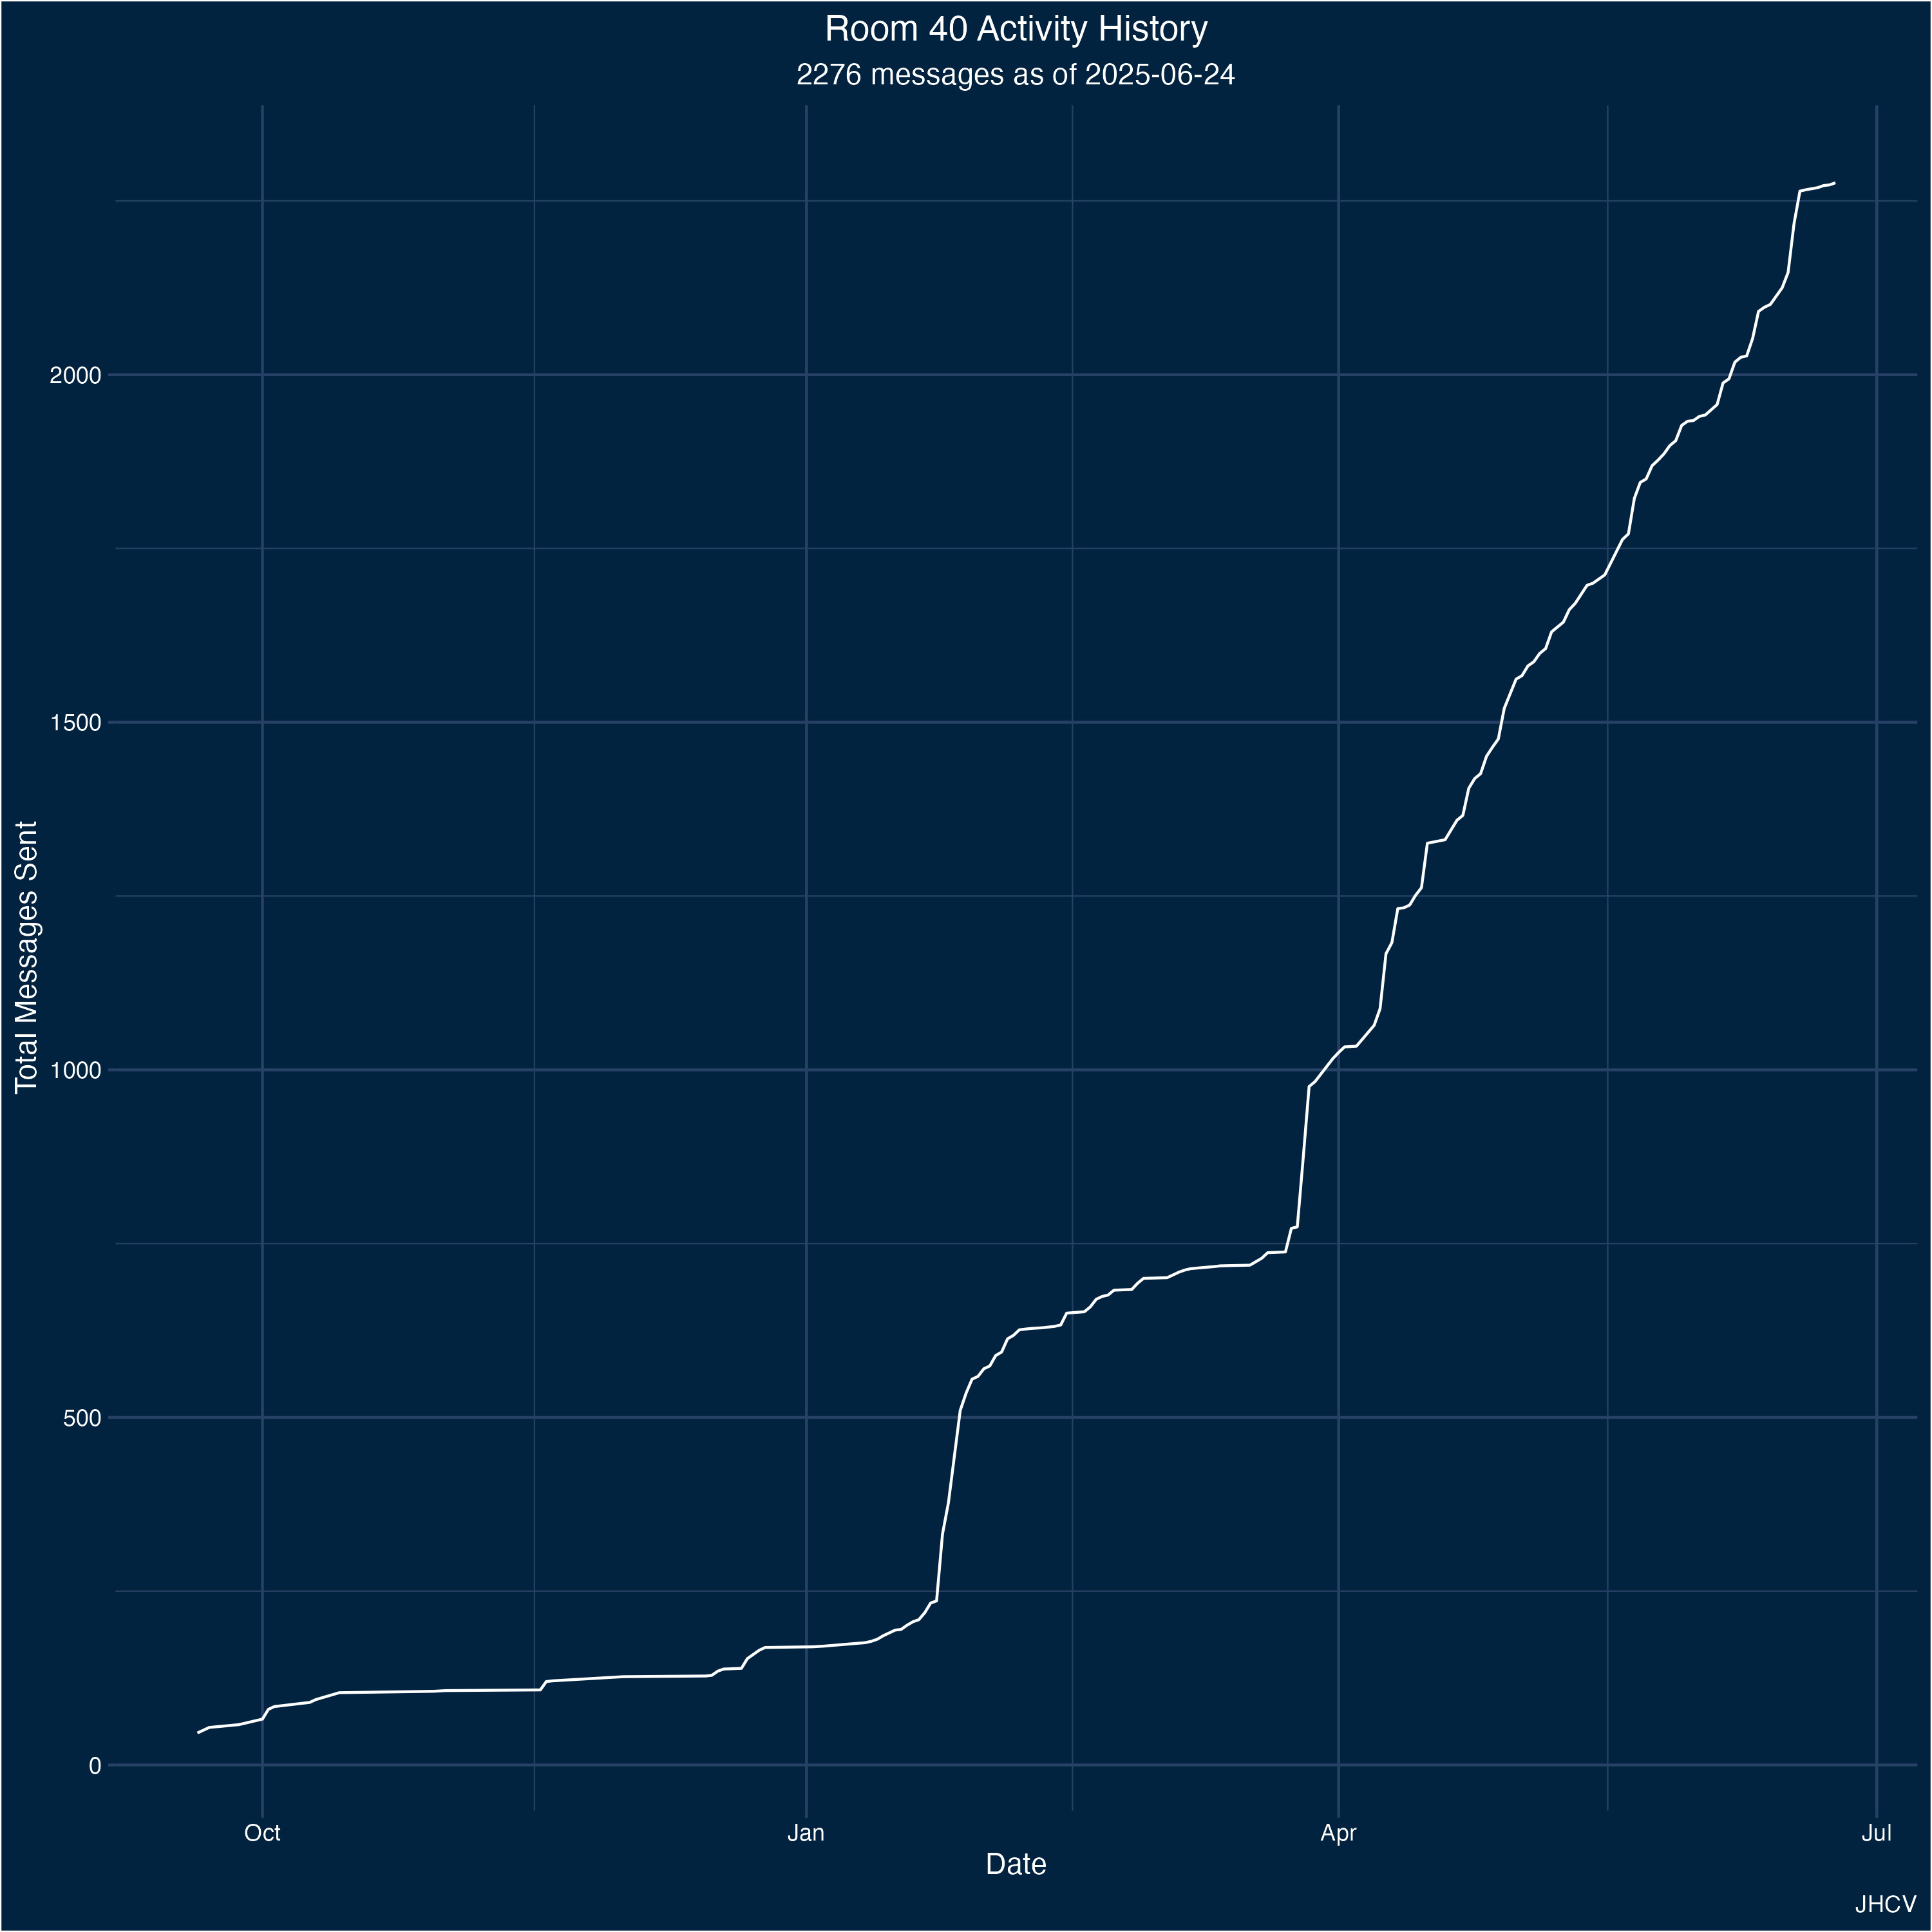 Room 40 Activity History
2276 messages as of 2025-06-24
Total Messages Sent
2000
1500
1000
500
0
Oct
Jan
Apr
Jul
Date
JHCV